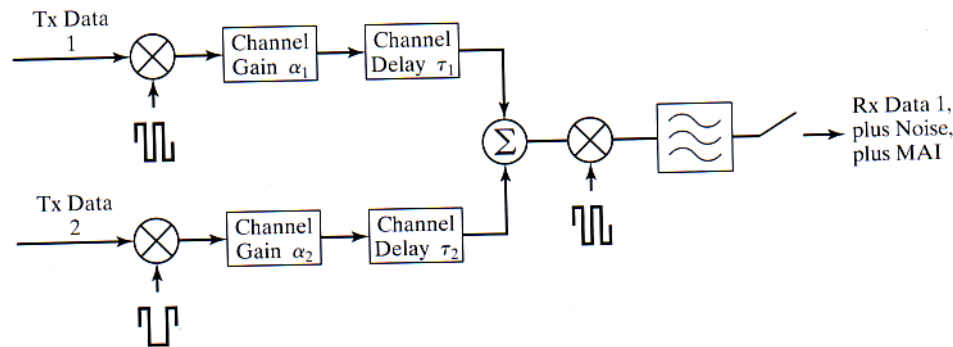 Tx Data
1
Channel
Gain α₁
Channel
Delay τ₁
Σ
Rx Data 1,
plus Noise,
plus MAI
Tx Data
2
Channel
Gain α₂
Channel
Delay τ₂